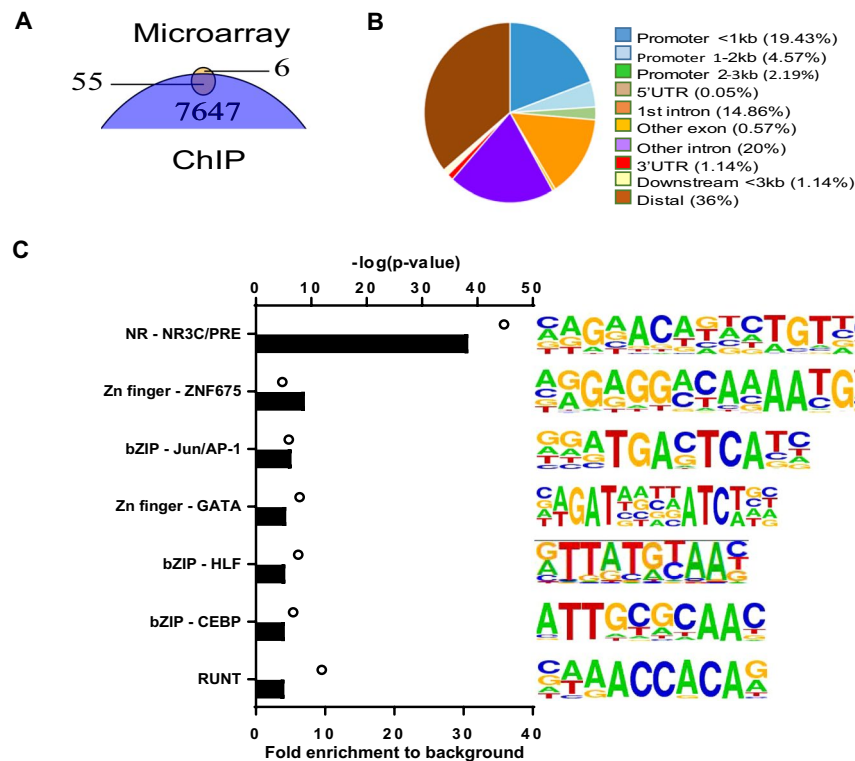 A
Microarray
6
55
7647
ChIP
B
Promoter <1kb (19.43%)
Promoter 1-2kb (4.57%)
Promoter 2-3kb (2.19%)
5'UTR (0.05%)
1st intron (14.86%)
Other exon (0.57%)
Other intron (20%)
3'UTR (1.14%)
Downstream <3kb (1.14%)
Distal (36%)
C
-log(p-value)
0 10 20 30 40 50
NR - NR3C/PRE
Zn finger - ZNF675
bZIP - Jun/AP-1
Zn finger - GATA
bZIP - HLF
bZIP - CEBP
RUNT
0 10 20 30 40
Fold enrichment to background